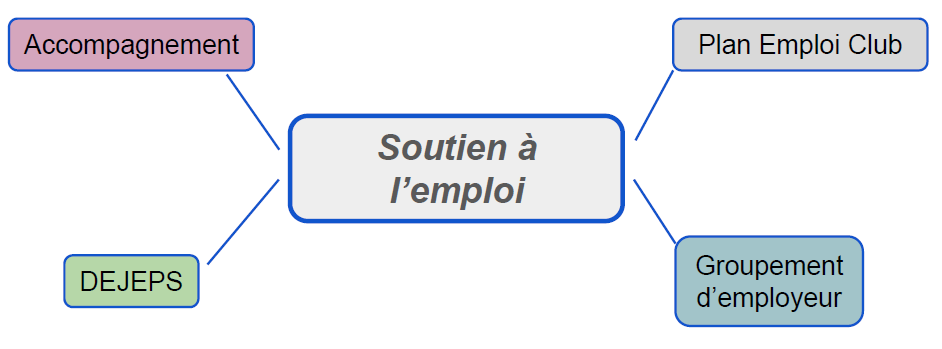 Accompagnement
Plan Emploi Club
Soutien à
l’emploi
DEJEPS
Groupement
d’employeur